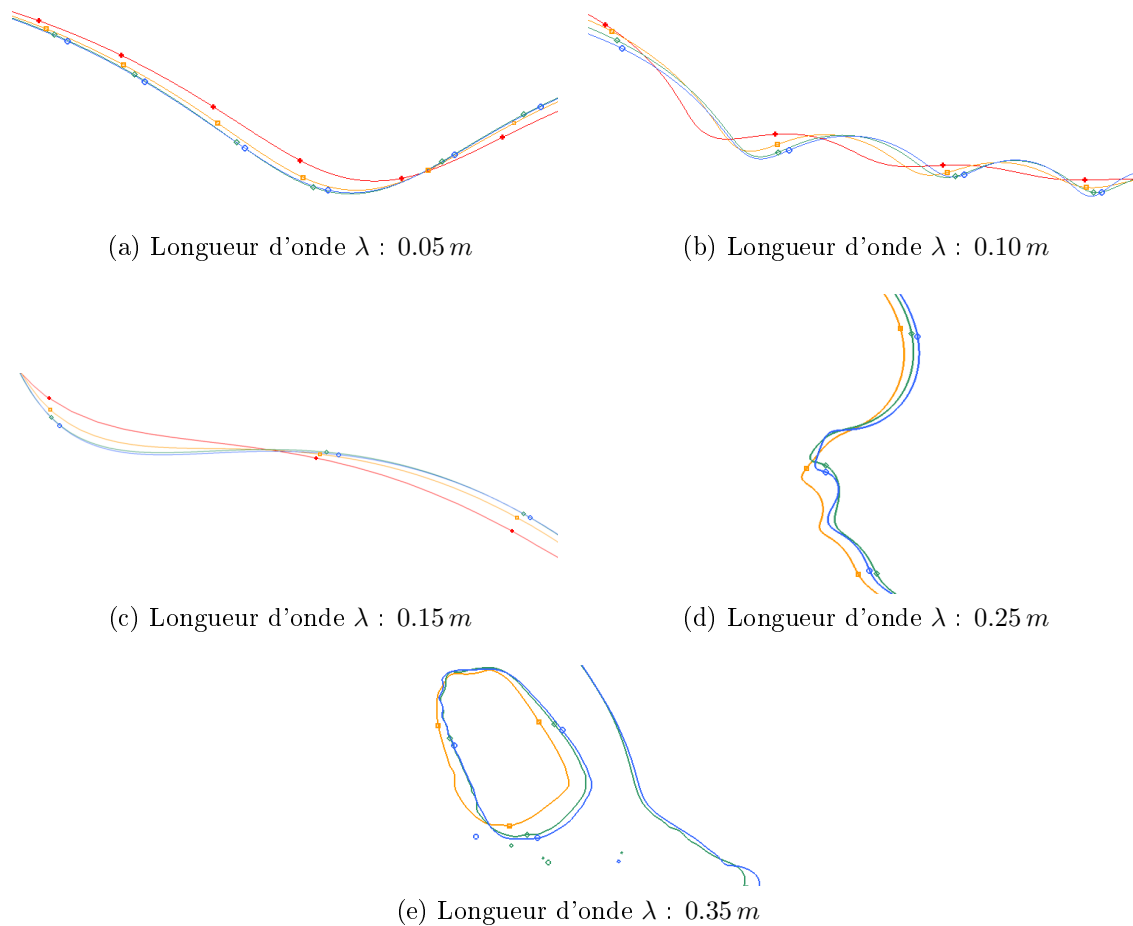 (a) Longueur d'onde λ : 0.05 m
(b) Longueur d'onde λ : 0.10 m
(c) Longueur d'onde λ : 0.15 m
(d) Longueur d'onde λ : 0.25 m
(e) Longueur d'onde λ : 0.35 m